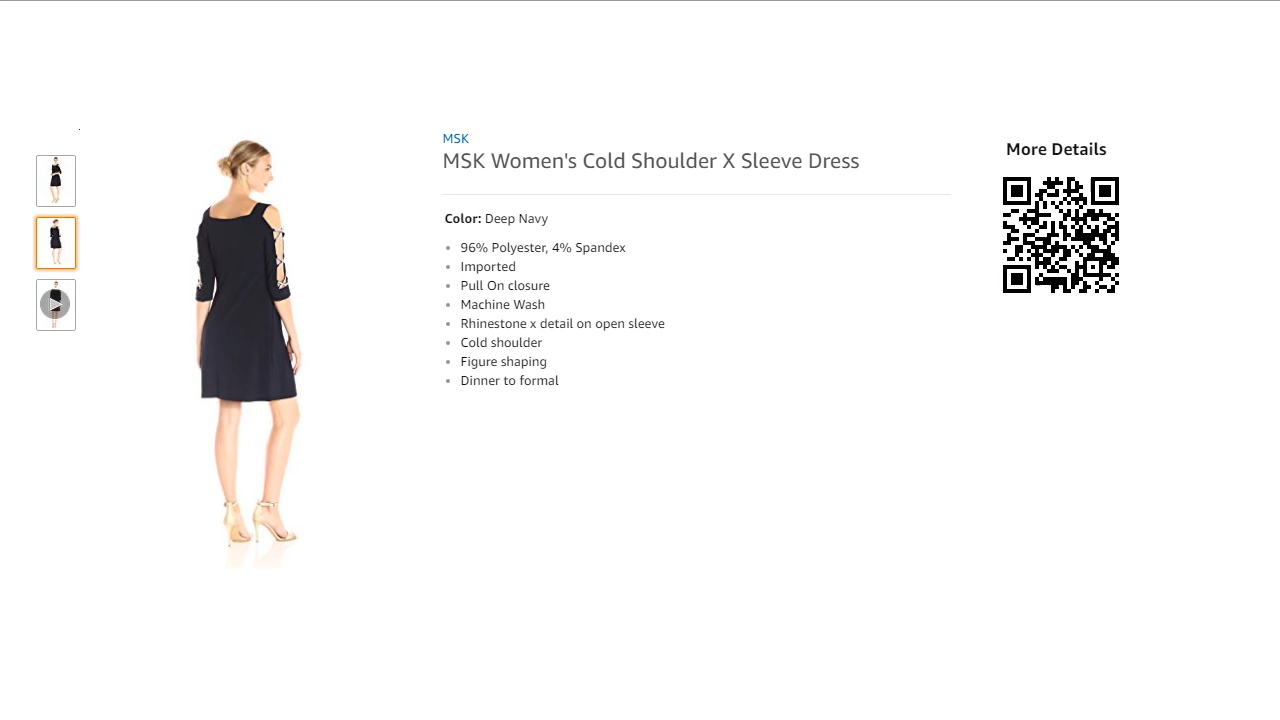 MSK
MSK Women's Cold Shoulder X Sleeve Dress
Color: Deep Navy
96% Polyester, 4% Spandex
Imported
Pull On closure
Machine Wash
Rhinestone x detail on open sleeve
Cold shoulder
Figure shaping
Dinner to formal
More Details